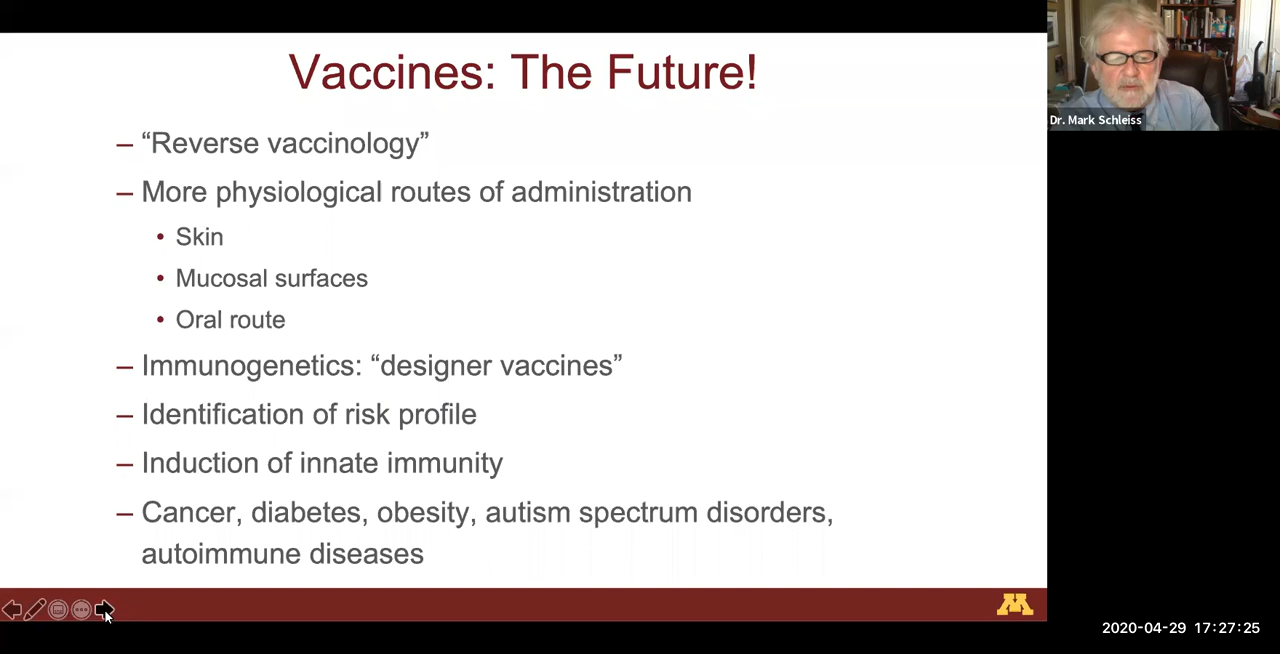 Vaccines: The Future!
– “Reverse vaccinology”
– More physiological routes of administration
• Skin
• Mucosal surfaces
• Oral route
– Immunogenetics: “designer vaccines”
– Identification of risk profile
– Induction of innate immunity
– Cancer, diabetes, obesity, autism spectrum disorders,
autoimmune diseases
M
Dr. Mark Schleiss
2020-04-29 17:27:25